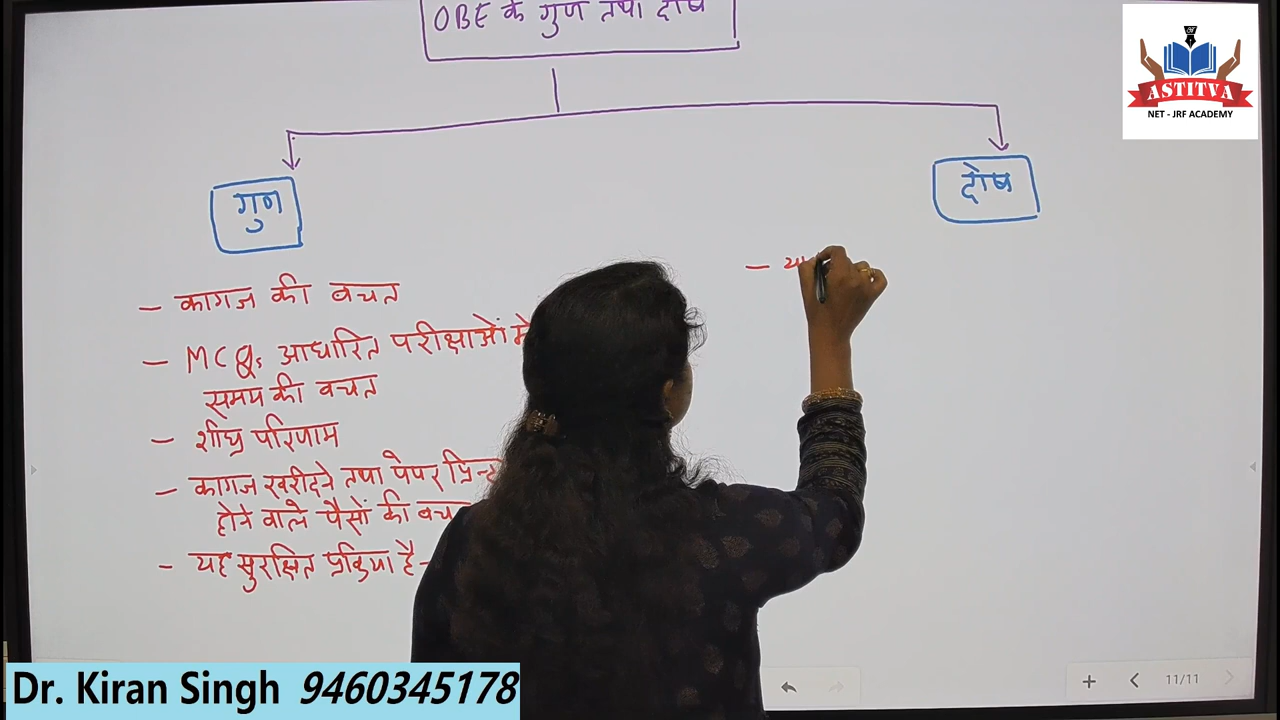 OBE के गुण तथा दोष
ASTITVA
NET - JRF ACADEMY
गुण
दोष
– कागज की बचत
– MCQs आधारित परीक्षाओं में
समय की बचत
– शीघ्र परिणाम
– कागज खरीदने तथा पेपर प्रिन्ट
होने वाले पैसों की बचत
– यह सुरक्षित प्रक्रिया है-
–
11/11
Dr. Kiran Singh 9460345178